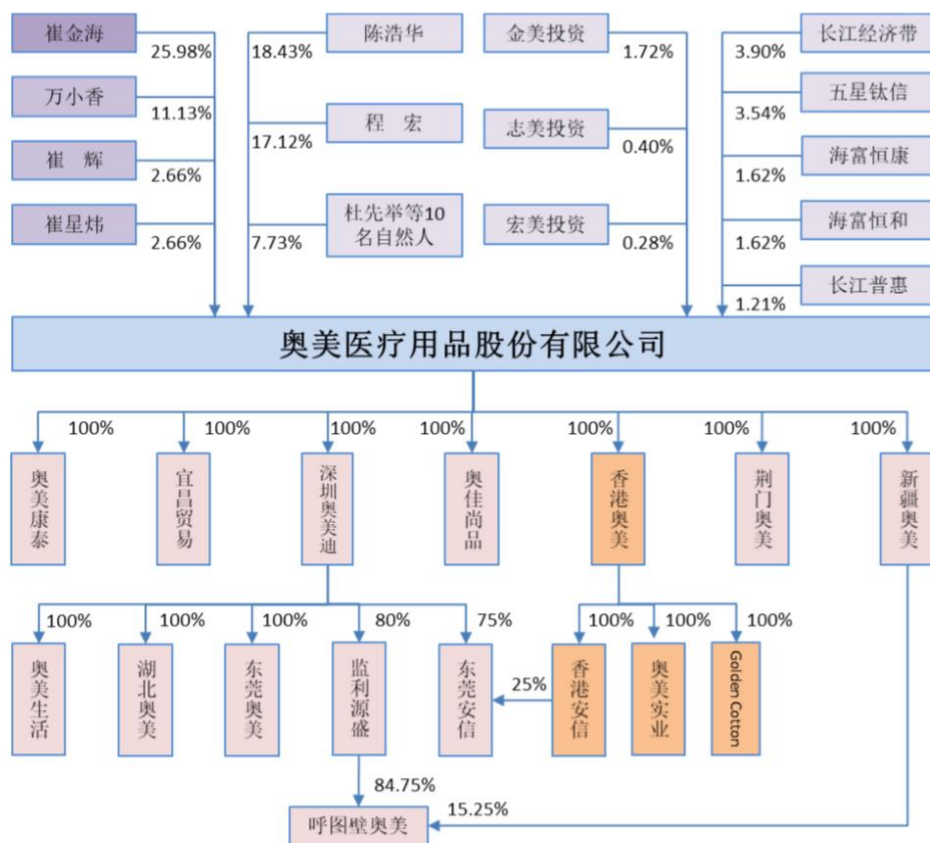 崔金海
25.98%
万小香
11.13%
崔 辉
2.66%
崔星炜
2.66%
陈浩华
18.43%
程 宏
17.12%
杜先举等10
名自然人
7.73%
金美投资
1.72%
志美投资
0.40%
宏美投资
0.28%
长江经济带
3.90%
五星钛信
3.54%
海富恒康
1.62%
海富恒和
1.62%
长江普惠
1.21%
奥美医疗用品股份有限公司
100%
100%
100%
100%
100%
100%
100%
奥美康泰
宜昌贸易
深圳奥美迪
奥佳尚品
香港奥美
荆门奥美
新疆奥美
100%
100%
100%
80%
75%
100%
100%
100%
奥美生活
湖北奥美
东莞奥美
监利源盛
东莞安信
25%
香港安信
奥美实业
Golden Cotton
84.75%
15.25%
呼图壁奥美